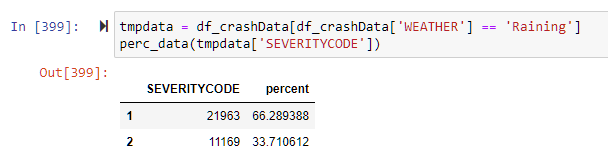 In [399]: tmpdata = df_crashData[df_crashData['WEATHER'] == 'Raining']
perc_data(tmpdata['SEVERITYCODE'])
Out[399]:
SEVERITYCODE percent
1 21963 66.289388
2 11169 33.710612